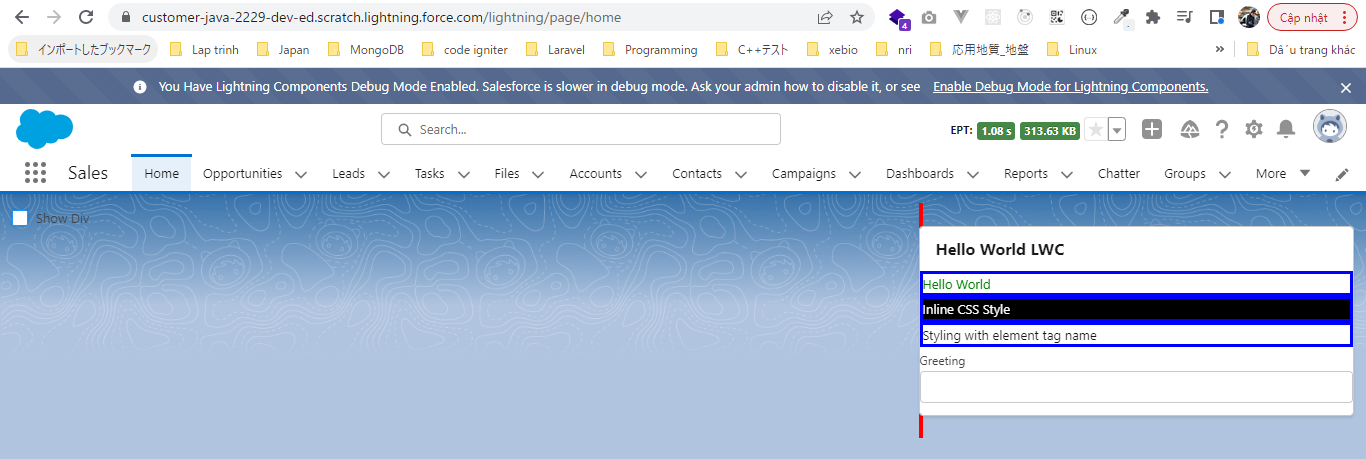 customer-java-2229-dev-ed.scratch.lightning.force.com/lightning/page/home
4
Cập nhật
インポートしたブックマーク Lap trinh Japan MongoDB code igniter Laravel Programming C++テスト xebio nri 応用地質_地盤 Linux » Dấu trang khác
You Have Lightning Components Debug Mode Enabled. Salesforce is slower in debug mode. Ask your admin how to disable it, or see Enable Debug Mode for Lightning Components.
Search...
EPT: 1.08 s 313.63 KB
Sales Home Opportunities Leads Tasks Files Accounts Contacts Campaigns Dashboards Reports Chatter Groups More
Show Div
Hello World LWC
Hello World
Inline CSS Style
Styling with element tag name
Greeting